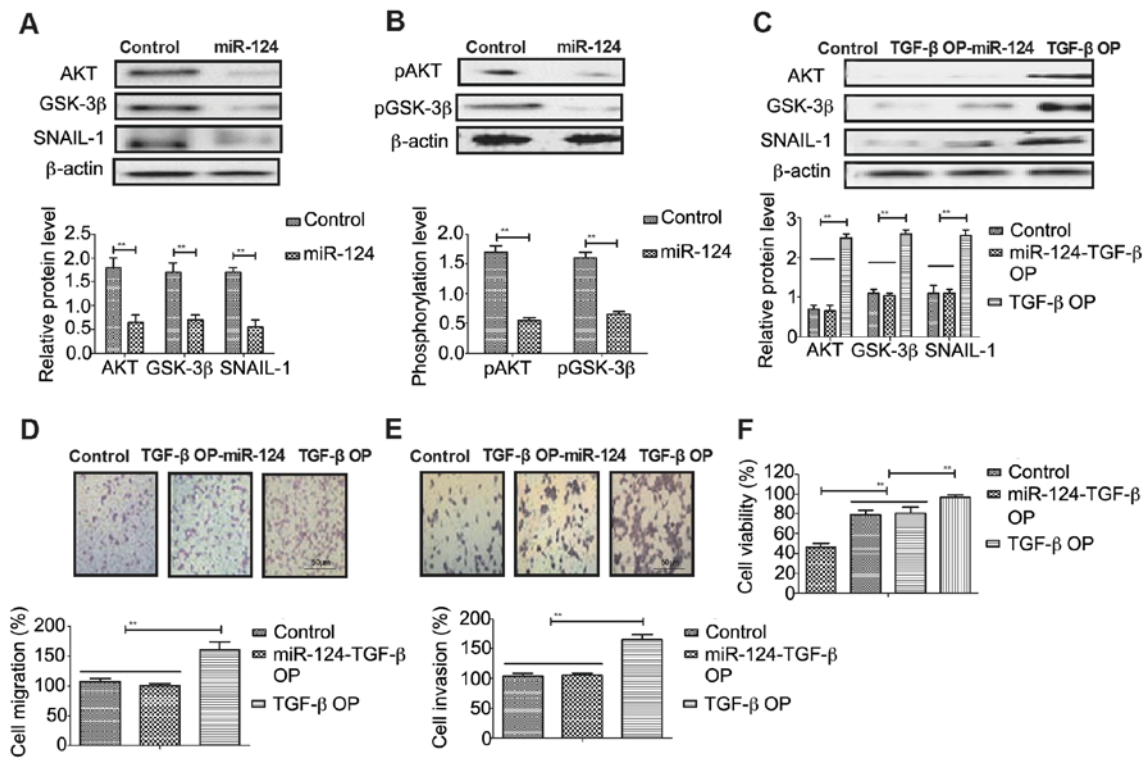 A
Control miR-124
AKT
GSK-3β
SNAIL-1
β-actin
Relative protein level
2.5
2.0
1.5
1.0
0.5
0.0
** ** **
AKT GSK-3β SNAIL-1
Control
miR-124
B
Control miR-124
pAKT
pGSK-3β
β-actin
Phosphorylation level
2.0
1.5
1.0
0.5
0.0
** **
pAKT pGSK-3β
Control
miR-124
C
Control TGF-β OP-miR-124 TGF-β OP
AKT
GSK-3β
SNAIL-1
β-actin
Relative protein level
3
2
1
0
** ** **
AKT GSK-3β SNAIL-1
Control
miR-124-TGF-β
OP
TGF-β OP
D
Control TGF-β OP-miR-124 TGF-β OP
50μm
Cell migration (%)
200
150
100
50
0
**
Control
miR-124-TGF-β
OP
TGF-β OP
E
Control TGF-β OP-miR-124 TGF-β OP
50μm
Cell invasion (%)
200
150
100
50
0
**
Control
miR-124-TGF-β
OP
TGF-β OP
F
Cell viability (%)
120
100
80
60
40
20
0
** **
Control
miR-124-TGF-β
OP
TGF-β OP